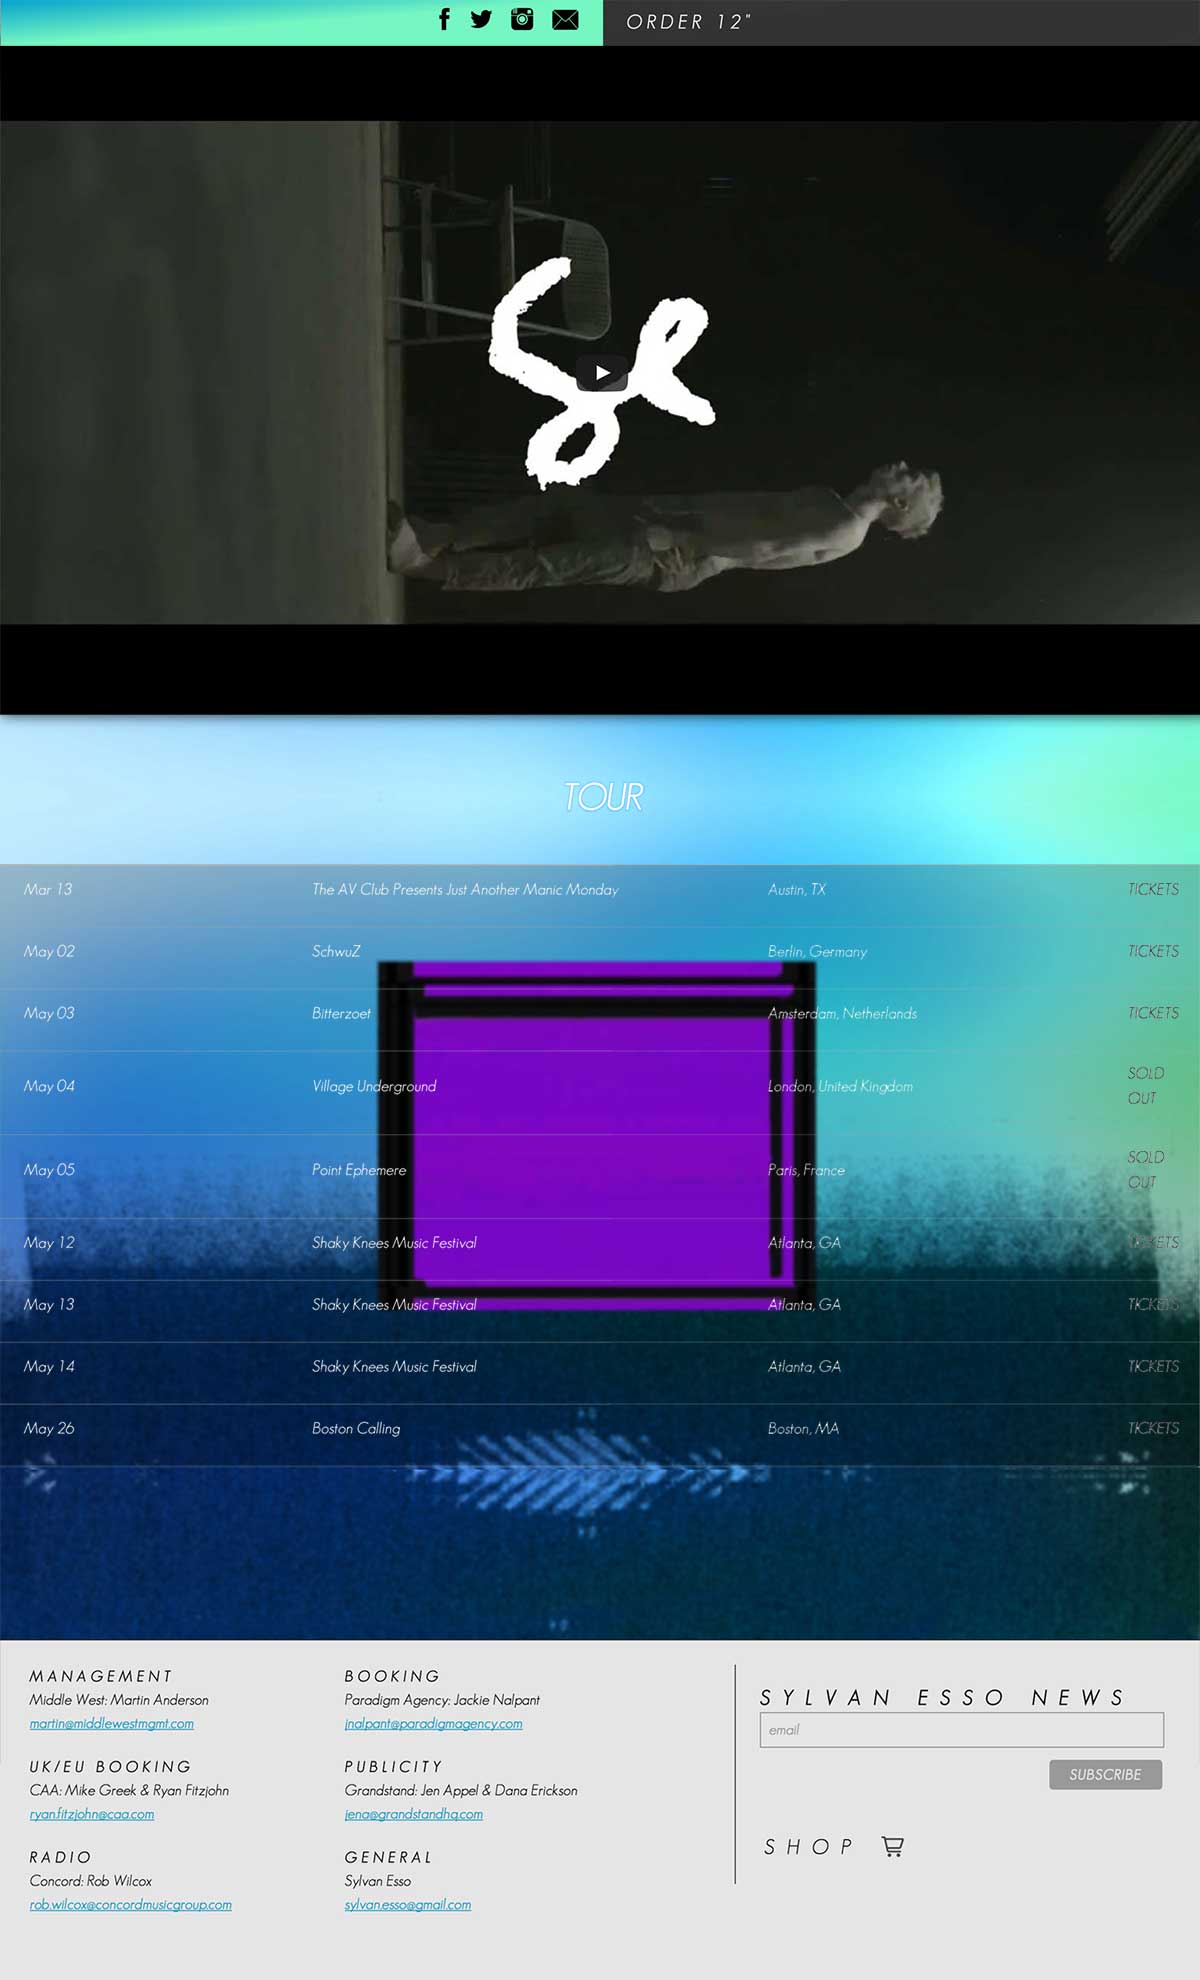 ORDER 12"
Se
TOUR
Mar 13 The AV Club Presents Just Another Manic Monday Austin, TX TICKETS
May 02 SchwuZ Berlin, Germany TICKETS
May 03 Bitterzoet Amsterdam, Netherlands TICKETS
May 04 Village Underground London, United Kingdom SOLD
OUT
May 05 Point Ephemere Paris, France SOLD
OUT
May 12 Shaky Knees Music Festival Atlanta, GA TICKETS
May 13 Shaky Knees Music Festival Atlanta, GA TICKETS
May 14 Shaky Knees Music Festival Atlanta, GA TICKETS
May 26 Boston Calling Boston, MA TICKETS
MANAGEMENT
Middle West: Martin Anderson
martin@middlewestmgmt.com
BOOKING
Paradigm Agency: Jackie Nalpant
jnalpant@paradigmagency.com
UK/EU BOOKING
CAA: Mike Greek & Ryan Fitzjohn
ryan.fitzjohn@caa.com
PUBLICITY
Grandstand: Jen Appel & Dana Erickson
jena@grandstandhq.com
RADIO
Concord: Rob Wilcox
rob.wilcox@concordmusicgroup.com
GENERAL
Sylvan Esso
sylvan.esso@gmail.com
SYLVAN ESSO NEWS
email
SUBSCRIBE
SHOP